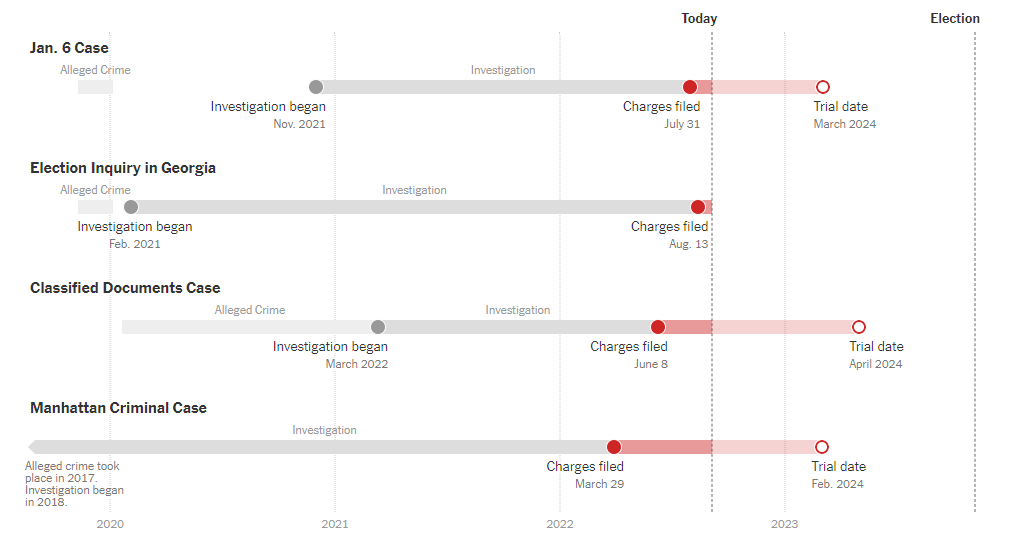 Today
Election
Jan. 6 Case
Alleged Crime
Investigation
Investigation began
Nov. 2021
Charges filed
July 31
Trial date
March 2024
Election Inquiry in Georgia
Alleged Crime
Investigation
Investigation began
Feb. 2021
Charges filed
Aug. 13
Classified Documents Case
Alleged Crime
Investigation
Investigation began
March 2022
Charges filed
June 8
Trial date
April 2024
Manhattan Criminal Case
Investigation
Alleged crime took
place in 2017.
Investigation began
in 2018.
Charges filed
March 29
Trial date
Feb. 2024
2020
2021
2022
2023